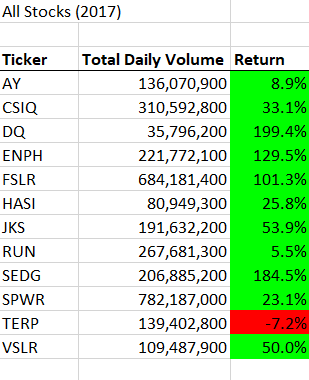 All Stocks (2017)
Ticker Total Daily Volume Return
AY 136,070,900 8.9%
CSIQ 310,592,800 33.1%
DQ 35,796,200 199.4%
ENPH 221,772,100 129.5%
FSLR 684,181,400 101.3%
HASI 80,949,300 25.8%
JKS 191,632,200 53.9%
RUN 267,681,300 5.5%
SEDG 206,885,200 184.5%
SPWR 782,187,000 23.1%
TERP 139,402,800 -7.2%
VSLR 109,487,900 50.0%